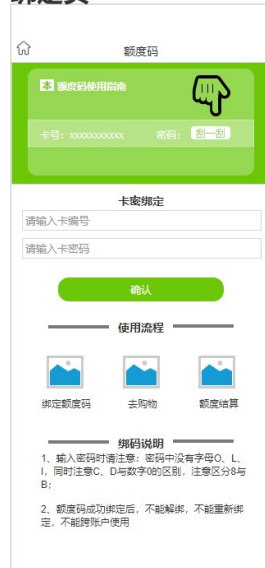 绑定页
额度码
额度码使用指南
卡号：xxxxxxxxxxx 密码： 刮一刮
卡密绑定
请输入卡编号
请输入卡密码
确认
使用流程
绑定额度码 去购物 额度结算
绑码说明
1、输入密码时请注意：密码中没有字母O、L、
I，同时注意C、D与数字0的区别，注意区分8与
B；
2、额度码成功绑定后，不能解绑，不能重新绑
定，不能跨账户使用